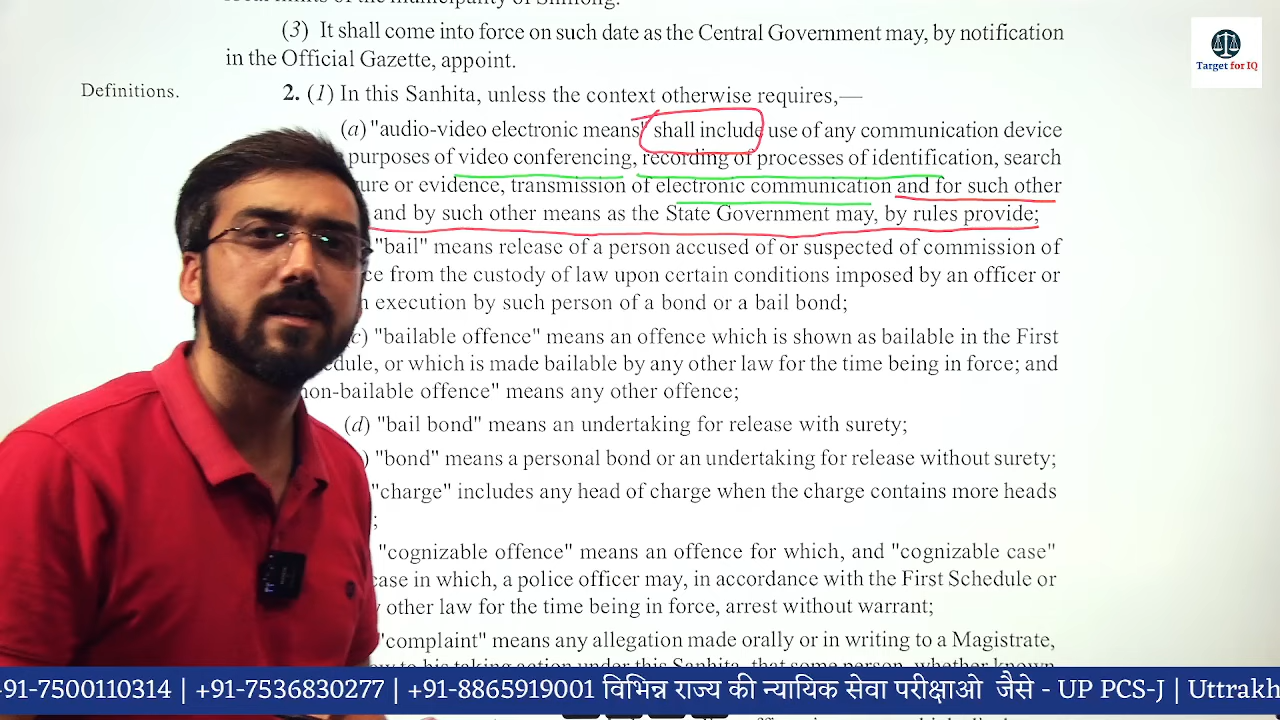 (3) It shall come into force on such date as the Central Government may, by notification
in the Official Gazette, appoint.
Target for IQ
Definitions.
2. (1) In this Sanhita, unless the context otherwise requires,—
(a) "audio-video electronic means" shall include use of any communication device
purposes of video conferencing, recording of processes of identification, search
ure or evidence, transmission of electronic communication and for such other
and by such other means as the State Government may, by rules provide;
"bail" means release of a person accused of or suspected of commission of
ce from the custody of law upon certain conditions imposed by an officer or
execution by such person of a bond or a bail bond;
c) "bailable offence" means an offence which is shown as bailable in the First
edule, or which is made bailable by any other law for the time being in force; and
non-bailable offence" means any other offence;
(d) "bail bond" means an undertaking for release with surety;
) "bond" means a personal bond or an undertaking for release without surety;
"charge" includes any head of charge when the charge contains more heads
;
"cognizable offence" means an offence for which, and "cognizable case"
case in which, a police officer may, in accordance with the First Schedule or
other law for the time being in force, arrest without warrant;
"complaint" means any allegation made orally or in writing to a Magistrate,
-91-7500110314 | +91-7536830277 | +91-8865919001 विभिन्न राज्य की न्यायिक सेवा परीक्षाओ जैसे - UP PCS-J | Uttrakh